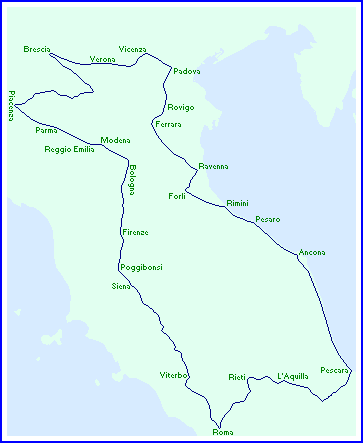 Brescia
Vicenza
Verona
Padova
Piacenza
Rovigo
Ferrara
Parma
Modena
Reggio Emilia
Bologna
Ravenna
Forlì
Rimini
Pesaro
Firenze
Ancona
Poggibonsi
Siena
Viterbo
Rieti
L'Aquilla
Pescara
Roma